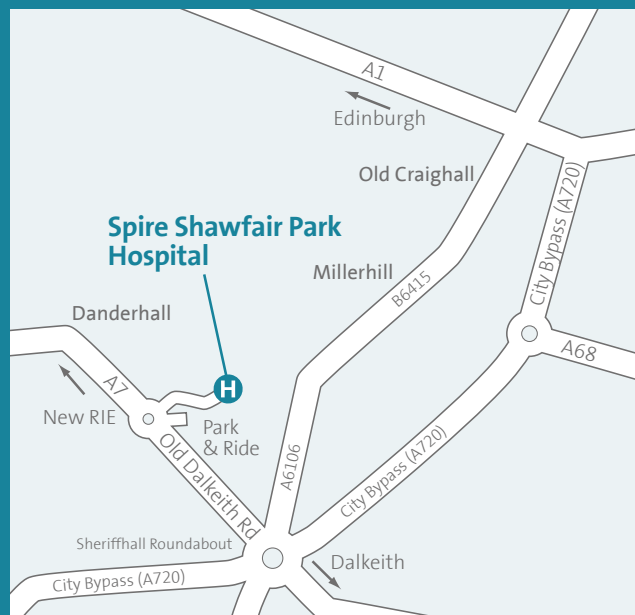 A1
Edinburgh
Old Craighall
City Bypass (A720)
Spire Shawfair Park
Hospital
Millerhill
B6415
Danderhall
A68
A7
H
New RIE
Park
& Ride
Old Dalkeith Rd
A6106
City Bypass (A720)
Sheriffhall Roundabout
Dalkeith
City Bypass (A720)